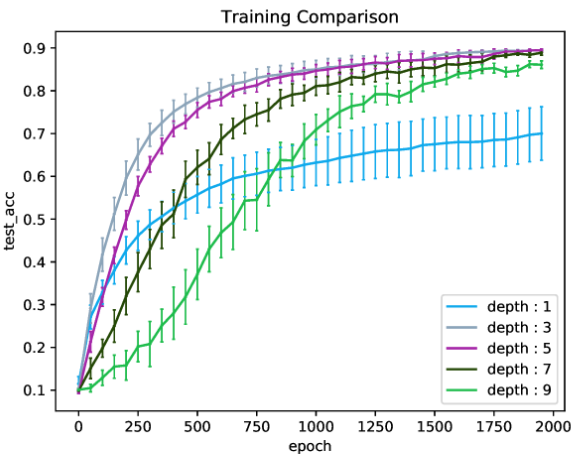 Training Comparison
test_acc
0.9
0.8
0.7
0.6
0.5
0.4
0.3
0.2
0.1
depth : 1
depth : 3
depth : 5
depth : 7
depth : 9
0 250 500 750 1000 1250 1500 1750 2000
epoch